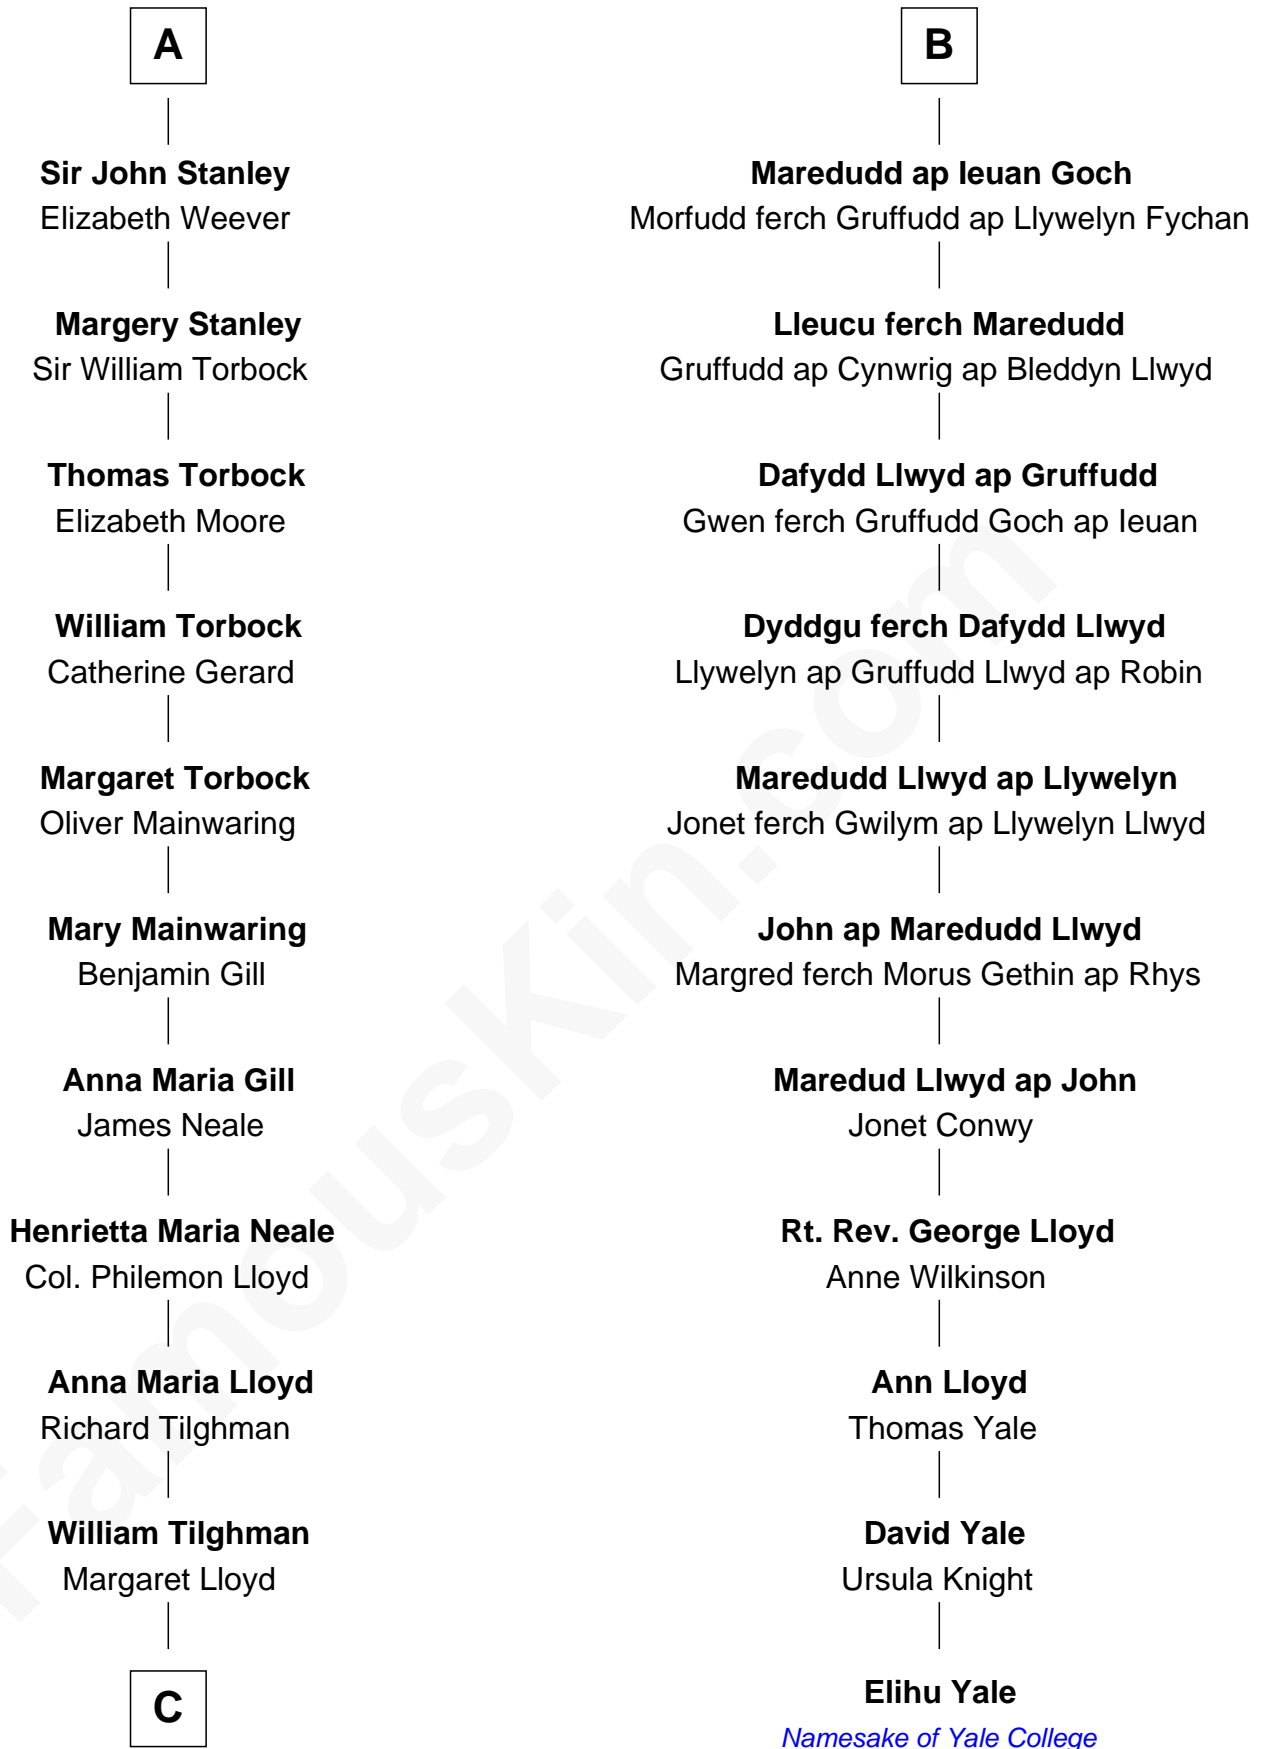 A
Sir John Stanley
Elizabeth Weever
Margery Stanley
Sir William Torbock
Thomas Torbock
Elizabeth Moore
William Torbock
Catherine Gerard
Margaret Torbock
Oliver Mainwaring
Mary Mainwaring
Benjamin Gill
Anna Maria Gill
James Neale
Henrietta Maria Neale
Col. Philemon Lloyd
Anna Maria Lloyd
Richard Tilghman
William Tilghman
Margaret Lloyd
C
B
Maredudd ap Ieuan Goch
Morfudd ferch Gruffudd ap Llywelyn Fychan
Lleucu ferch Maredudd
Gruffudd ap Cynwrig ap Bleddyn Llwyd
Dafydd Llwyd ap Gruffudd
Gwen ferch Gruffudd Goch ap Ieuan
Dyddgu ferch Dafydd Llwyd
Llywelyn ap Gruffudd Llwyd ap Robin
Maredudd Llwyd ap Llywelyn
Jonet ferch Gwilym ap Llywelyn Llwyd
John ap Maredudd Llwyd
Margred ferch Morus Gethin ap Rhys
Maredud Llwyd ap John
Jonet Conwy
Rt. Rev. George Lloyd
Anne Wilkinson
Ann Lloyd
Thomas Yale
David Yale
Ursula Knight
Elihu Yale
Namesake of Yale College
FamousKin.com